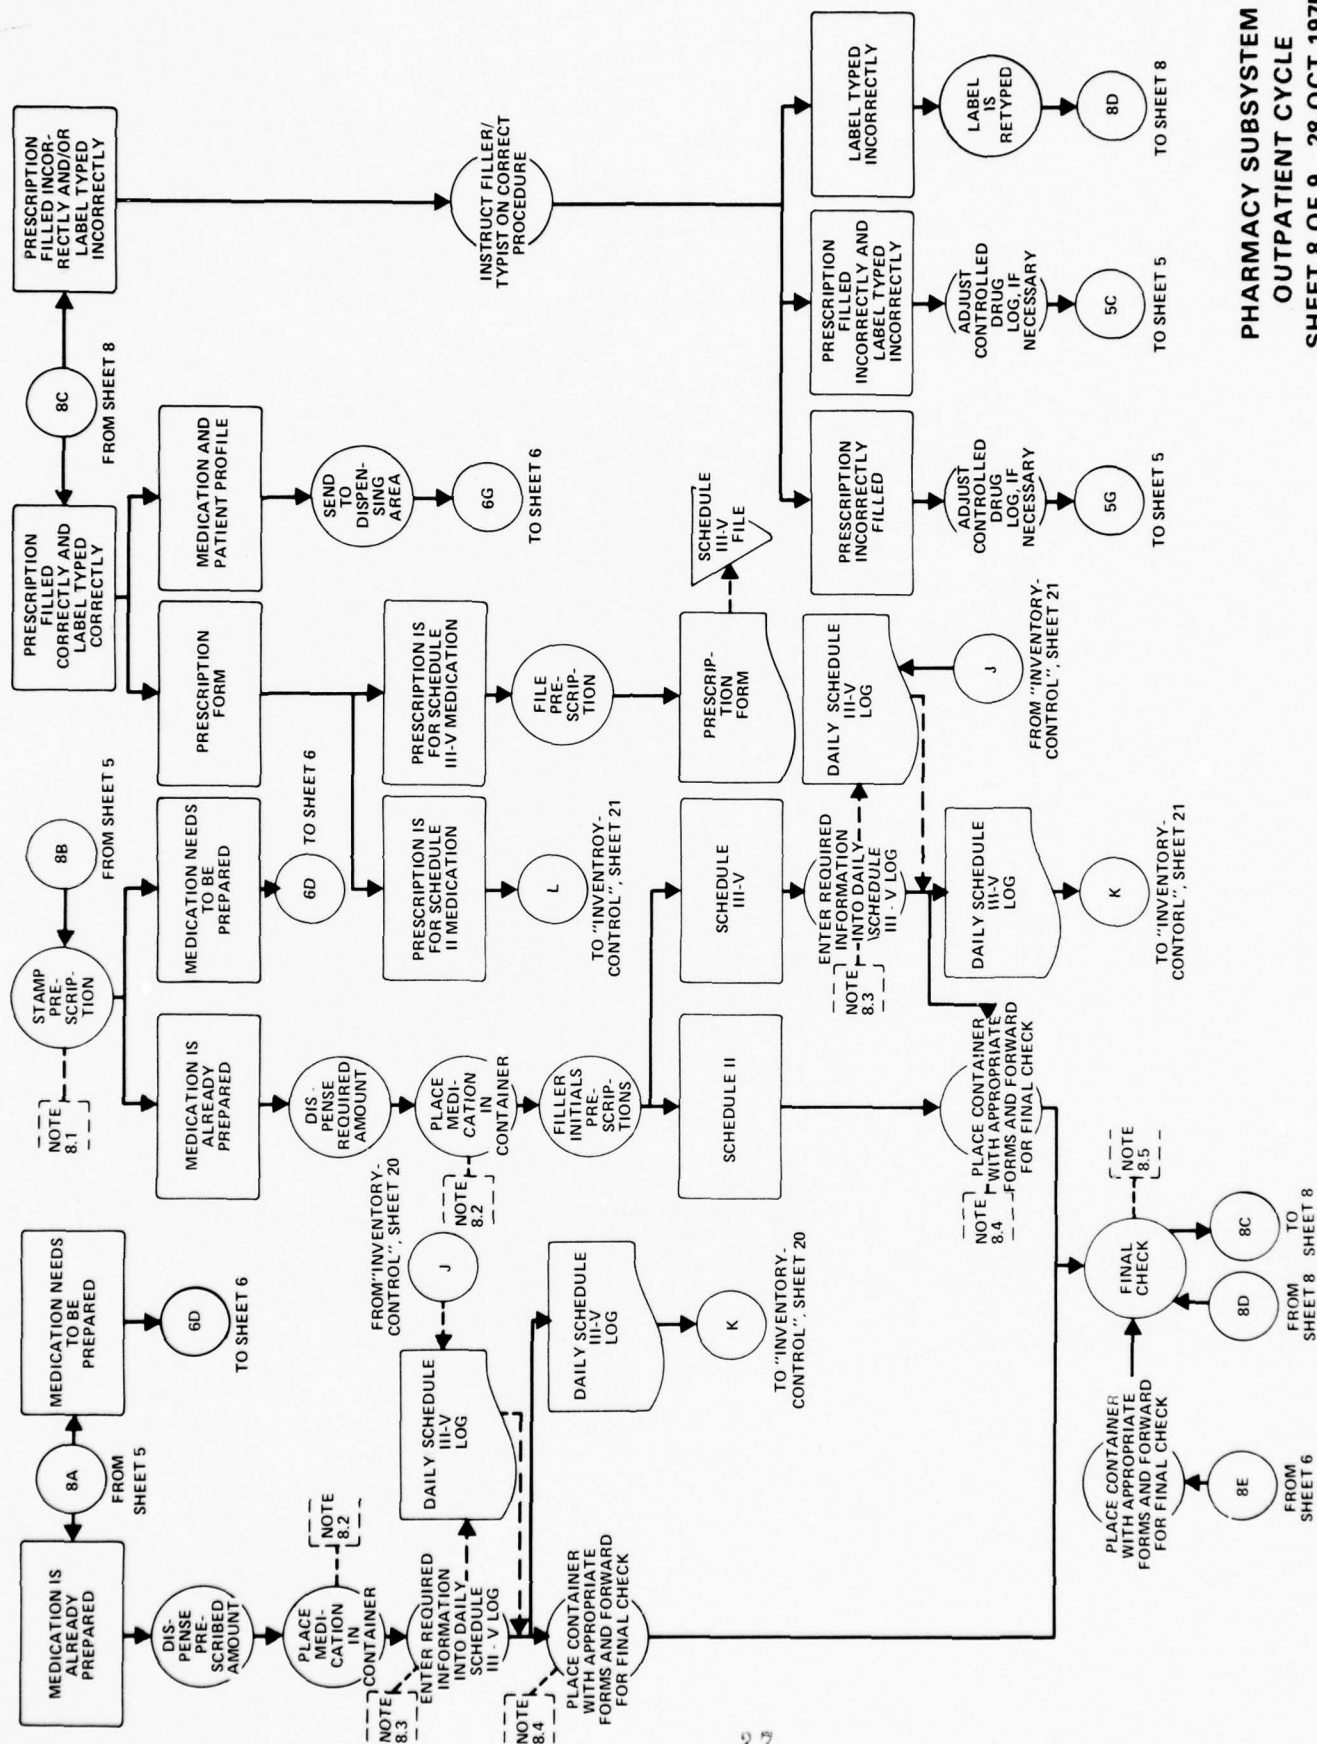 MEDICATION IS
ALREADY
PREPARED
8A
FROM
SHEET 5
MEDICATION NEEDS
TO BE
PREPARED
6D
TO SHEET 6
DIS-
PENSE
PRE-
SCRIBED
AMOUNT
PLACE
MEDI-
CATION
IN
CONTAINER
NOTE
8.2
ENTER REQUIRED
INFORMATION
INTO DAILY
SCHEDULE
III - V LOG
NOTE
8.3
DAILY SCHEDULE
III-V
LOG
J
FROM"INVENTORY-
CONTROL", SHEET 20
PLACE CONTAINER
WITH APPROPRIATE
FORMS AND FORWARD
FOR FINAL CHECK
NOTE
8.4
DAILY SCHEDULE
III-V
LOG
K
TO "INVENTORY-
CONTROL", SHEET 20
STAMP
PRE-
SCRIP-
TION
NOTE
8.1
8B
FROM SHEET 5
MEDICATION IS
ALREADY
PREPARED
MEDICATION NEEDS
TO BE
PREPARED
6D
TO SHEET 6
DIS-
PENSE
REQUIRED
AMOUNT
PLACE
MEDI-
CATION
IN
CONTAINER
NOTE
8.2
FILLER
INITIALS
PRE-
SCRIP-
TIONS
SCHEDULE II
SCHEDULE
III-V
ENTER REQUIRED
INFORMATION
INTO DAILY
SCHEDULE
III - V LOG
NOTE
8.3
DAILY SCHEDULE
III-V
LOG
J
FROM "INVENTORY-
CONTROL", SHEET 21
DAILY SCHEDULE
III-V
LOG
K
TO "INVENTORY-
CONTORL", SHEET 21
PLACE CONTAINER
WITH APPROPRIATE
FORMS AND FORWARD
FOR FINAL CHECK
NOTE
8.4
FINAL
CHECK
NOTE
8.5
8C
TO
SHEET 8
8D
FROM
SHEET 8
PLACE CONTAINER
WITH APPROPRIATE
FORMS AND FORWARD
FOR FINAL CHECK
8E
FROM
SHEET 6
PRESCRIPTION
FILLED
CORRECTLY AND
LABEL TYPED
CORRECTLY
8C
FROM SHEET 8
PRESCRIPTION
FILLED INCOR-
RECTLY AND/OR
LABEL TYPED
INCORRECTLY
PRESCRIPTION
FORM
MEDICATION AND
PATIENT PROFILE
SEND
TO
DISPEN-
SING
AREA
6G
TO SHEET 6
PRESCRIPTION IS
FOR SCHEDULE
II MEDICATION
L
TO "INVENTROY-
CONTROL", SHEET 21
PRESCRIPTION IS
FOR SCHEDULE
III-V MEDICATION
FILE
PRE-
SCRIP-
TION
PRESCRIP-
TION
FORM
SCHEDULE
III-V
FILE
INSTRUCT FILLER/
TYPIST ON CORRECT
PROCEDURE
PRESCRIPTION
INCORRECTLY
FILLED
ADJUST
CONTROLLED
DRUG
LOG, IF
NECESSARY
5G
TO SHEET 5
PRESCRIPTION
FILLED
INCORRECTLY AND
LABEL TYPED
INCORRECTLY
ADJUST
CONTROLLED
DRUG
LOG, IF
NECESSARY
5C
TO SHEET 5
LABEL TYPED
INCORRECTLY
LABEL
IS
RETYPED
8D
TO SHEET 8
PHARMACY SUBSYSTEM
OUTPATIENT CYCLE
SHEET 8 OF 9 28 OCT 1975